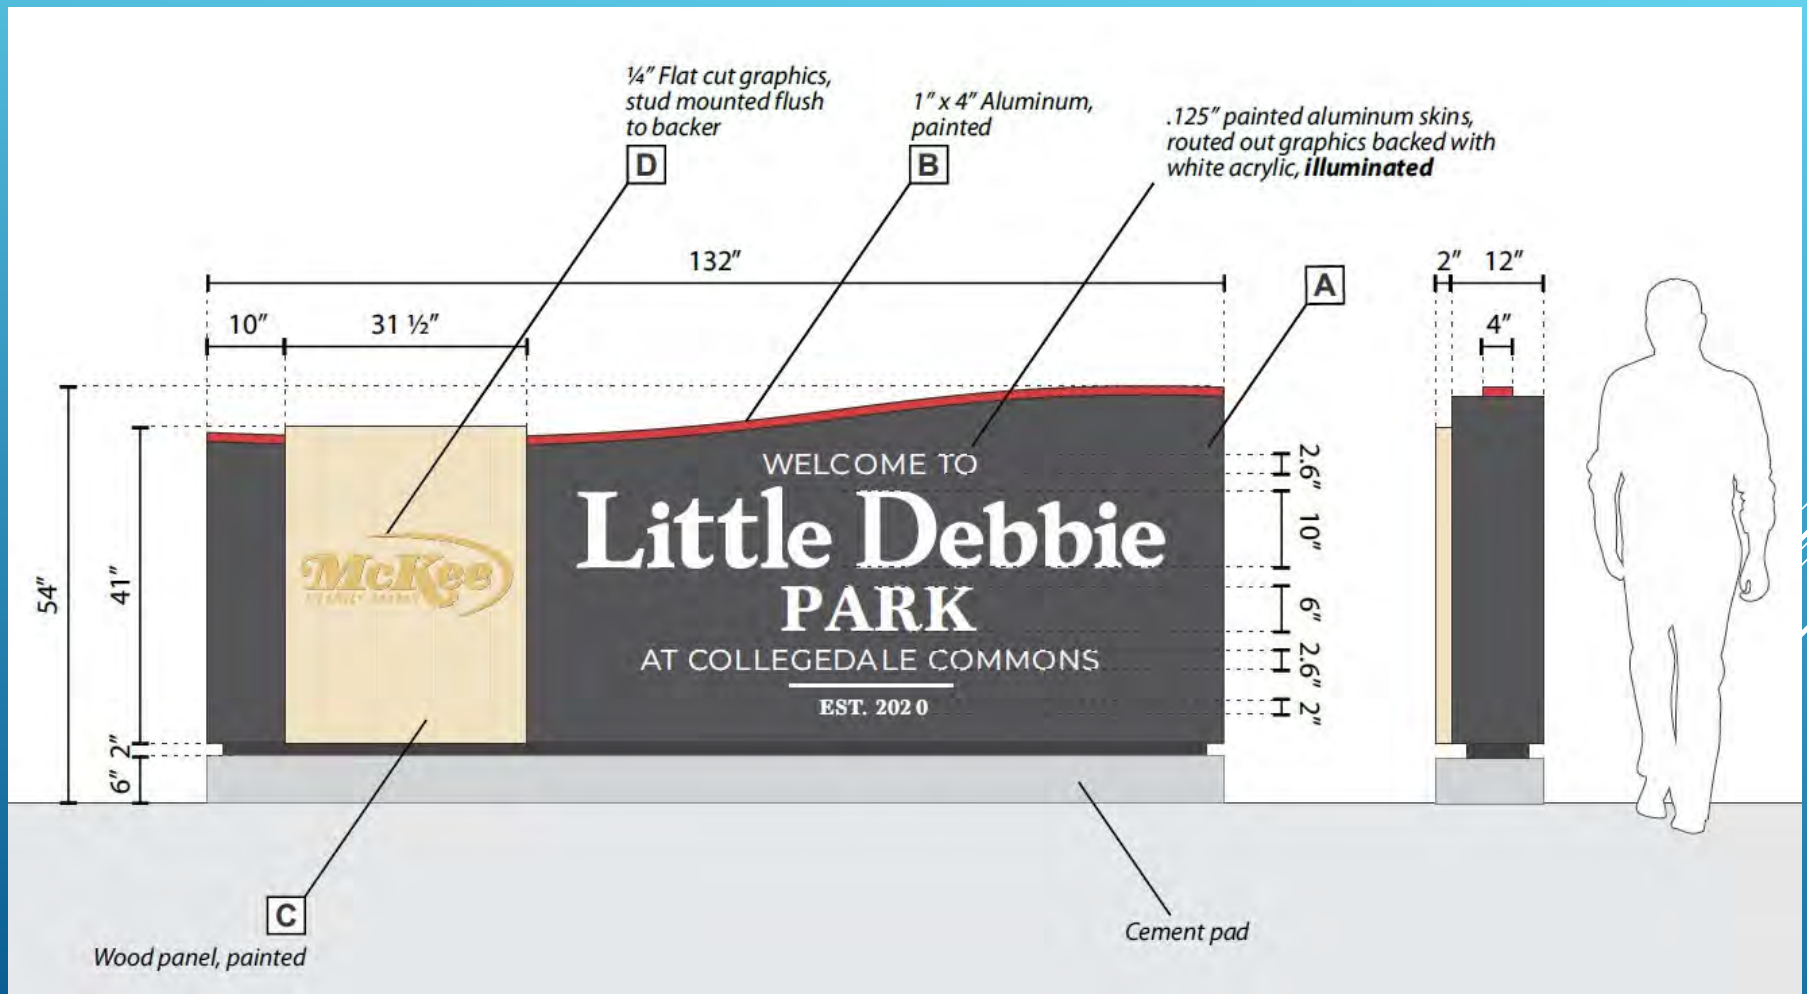 ¼" Flat cut graphics,
stud mounted flush
to backer
D
1" x 4" Aluminum,
painted
B
.125" painted aluminum skins,
routed out graphics backed with
white acrylic, illuminated
132"
A
2" 12"
10" 31 ½"
4"
54"
41"
2"
6"
WELCOME TO
Little Debbie
PARK
AT COLLEGEDALE COMMONS
EST. 2020
McKee
2.6"
10"
6"
2.6"
2"
C
Wood panel, painted
Cement pad